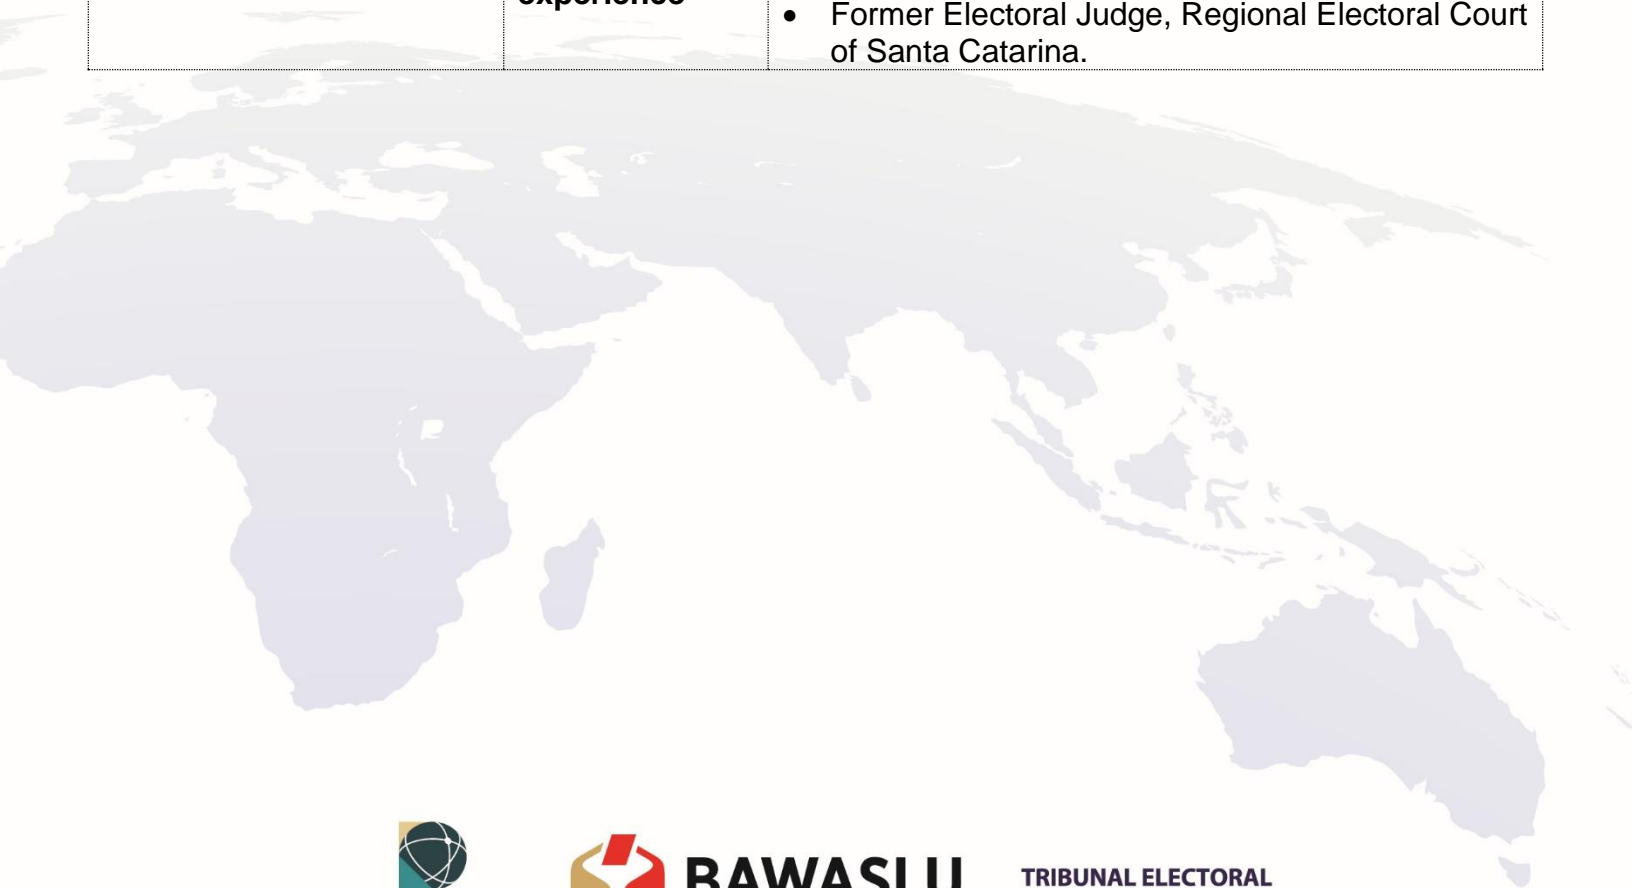 experience
• Former Electoral Judge, Regional Electoral Court
of Santa Catarina.
BAWASLU
TRIBUNAL ELECTORAL